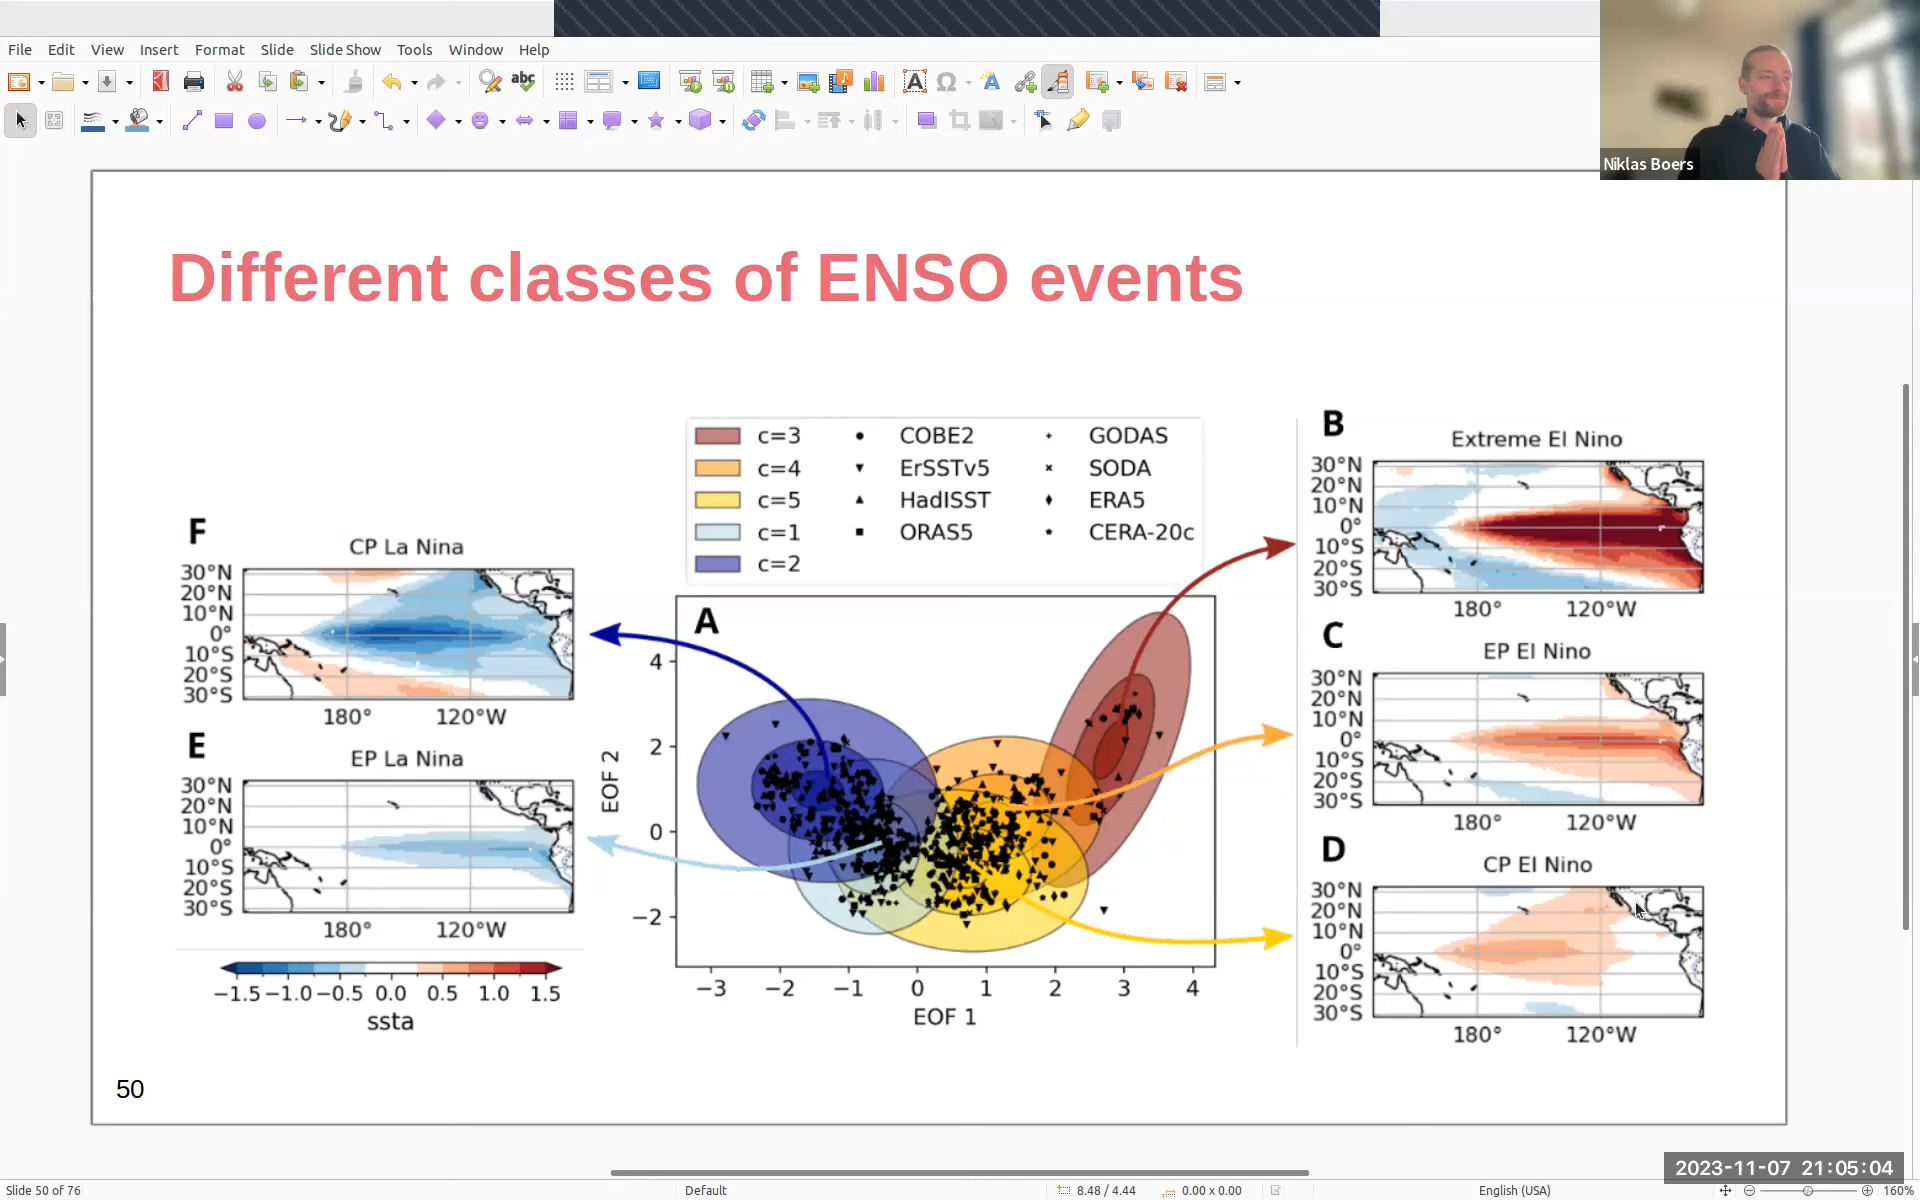 File Edit View Insert Format Slide Slide Show Tools Window Help
Niklas Boers
Different classes of ENSO events
c=3
c=4
c=5
c=1
c=2
COBE2
ErSSTv5
HadISST
ORAS5
GODAS
SODA
ERA5
CERA-20c
F
CP La Nina
30°N
20°N
10°N
0°
10°S
20°S
30°S
180° 120°W
E
EP La Nina
30°N
20°N
10°N
0°
10°S
20°S
30°S
180° 120°W
−1.5 −1.0 −0.5 0.0 0.5 1.0 1.5
ssta
A
EOF 2
4
2
0
−2
−3 −2 −1 0 1 2 3 4
EOF 1
B
Extreme El Nino
30°N
20°N
10°N
0°
10°S
20°S
30°S
180° 120°W
C
EP El Nino
30°N
20°N
10°N
0°
10°S
20°S
30°S
180° 120°W
D
CP El Nino
30°N
20°N
10°N
0°
10°S
20°S
30°S
180° 120°W
50
2023-11-07 21:05:04
Slide 50 of 76 Default 8.48 / 4.44 0.00 x 0.00 English (USA) 160%